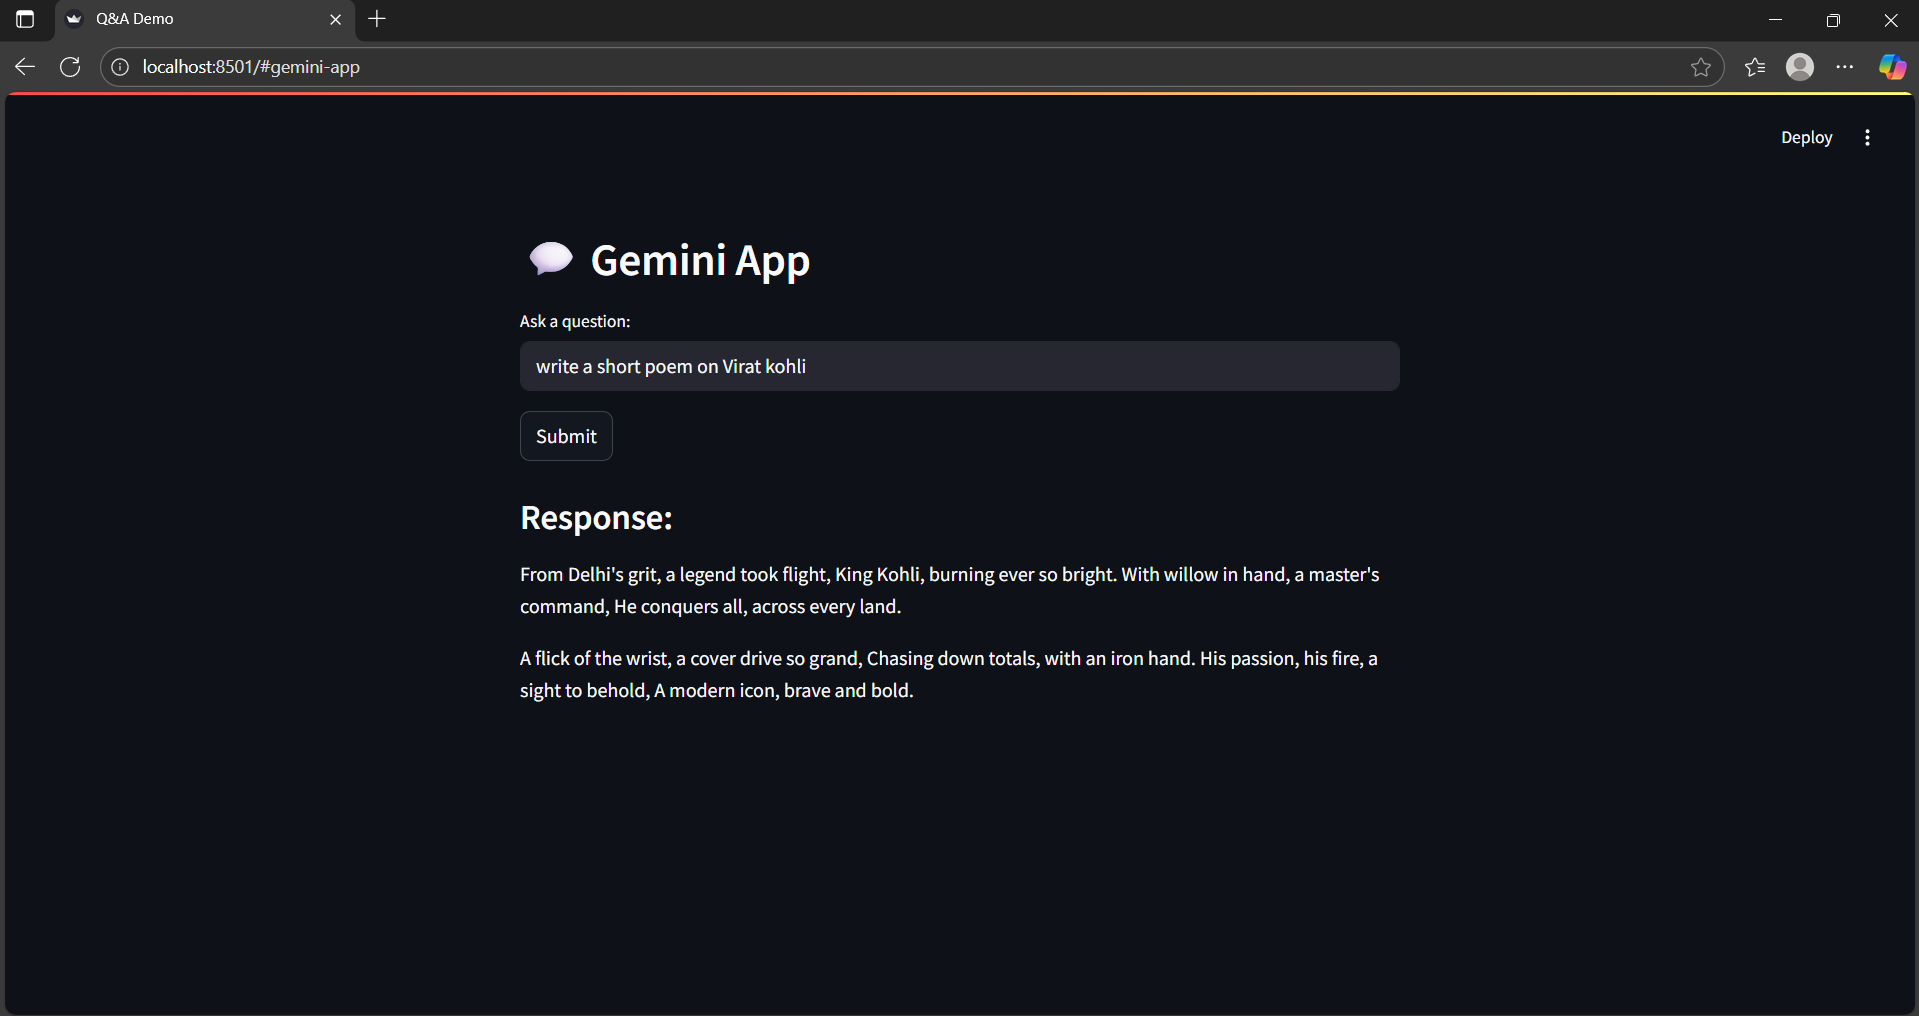 Q&A Demo
localhost:8501/#gemini-app
Deploy
Gemini App
Ask a question:
write a short poem on Virat kohli
Submit
Response:
From Delhi's grit, a legend took flight, King Kohli, burning ever so bright. With willow in hand, a master's
command, He conquers all, across every land.
A flick of the wrist, a cover drive so grand, Chasing down totals, with an iron hand. His passion, his fire, a
sight to behold, A modern icon, brave and bold.